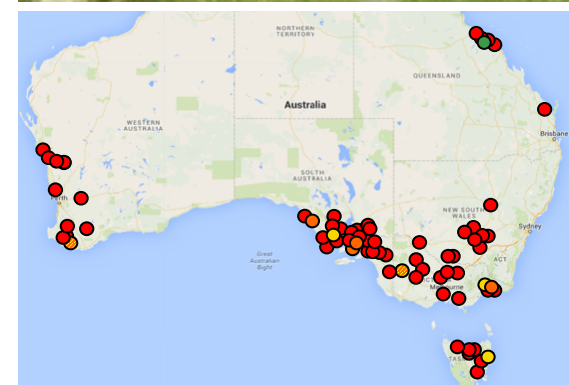 NORTHERN
TERRITORY
QUEENSLAND
Australia
WESTERN
AUSTRALIA
Brisbane
SOUTH
AUSTRALIA
Perth
NEW SOUTH
WALES
Sydney
Great
Australian
Bight
ACT
Melbourne